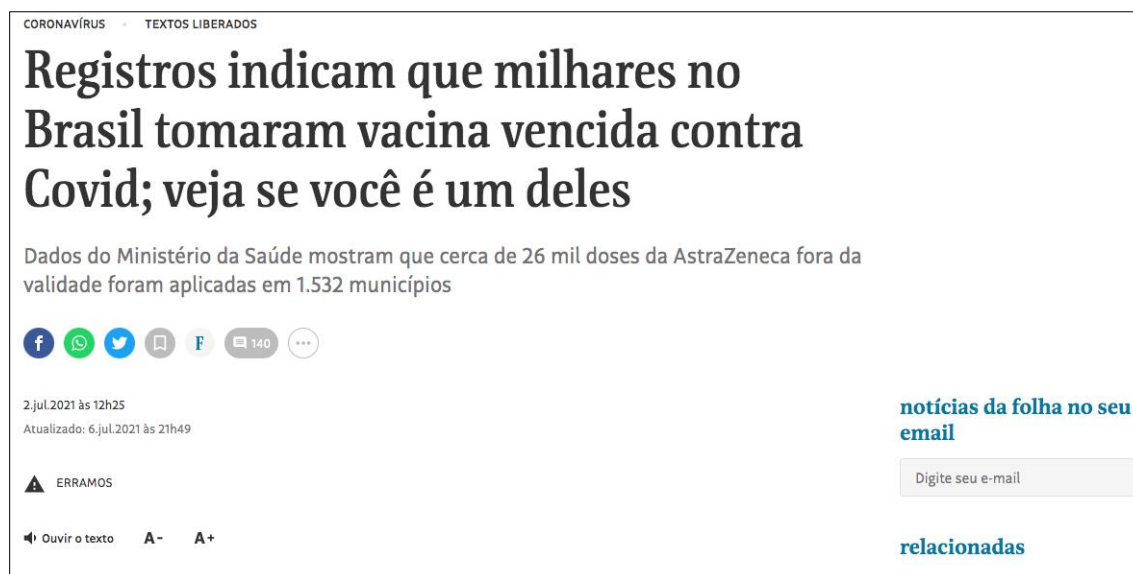 CORONAVÍRUS TEXTOS LIBERADOS
Registros indicam que milhares no
Brasil tomaram vacina vencida contra
Covid; veja se você é um deles
Dados do Ministério da Saúde mostram que cerca de 26 mil doses da AstraZeneca fora da
validade foram aplicadas em 1.532 municípios
f F 140
2.jul.2021 às 12h25
Atualizado: 6.jul.2021 às 21h49
ERRAMOS
Ouvir o texto A- A+
notícias da folha no seu
email
Digite seu e-mail
relacionadas